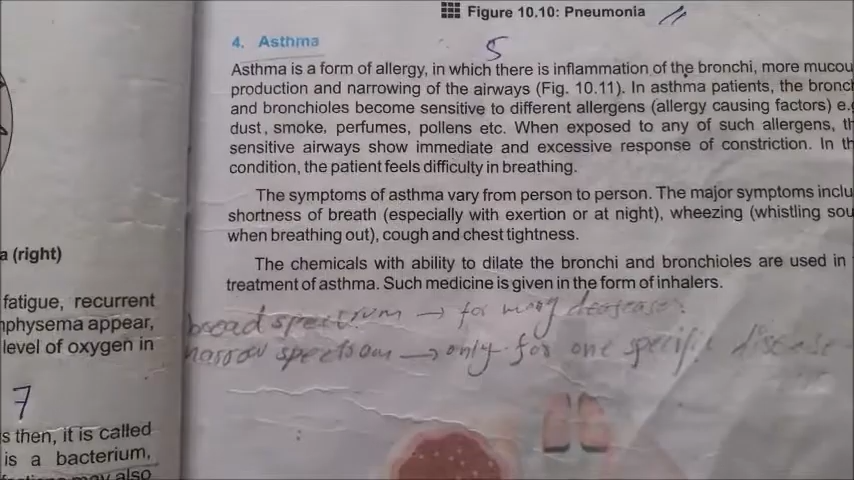 Figure 10.10: Pneumonia
4. Asthma
5
Asthma is a form of allergy, in which there is inflammation of the bronchi, more mucou
production and narrowing of the airways (Fig. 10.11). In asthma patients, the bronc
and bronchioles become sensitive to different allergens (allergy causing factors) e.
dust, smoke, perfumes, pollens etc. When exposed to any of such allergens, th
sensitive airways show immediate and excessive response of constriction. In th
condition, the patient feels difficulty in breathing.
The symptoms of asthma vary from person to person. The major symptoms inclu
shortness of breath (especially with exertion or at night), wheezing (whistling sou
when breathing out), cough and chest tightness.
The chemicals with ability to dilate the bronchi and bronchioles are used in
treatment of asthma. Such medicine is given in the form of inhalers.
broad spectrum → for many
narrow spectrum → only for one specific disease
a (right)
fatigue, recurrent
nphysema appear,
level of oxygen in
7
s then, it is called
is a bacterium,
may also